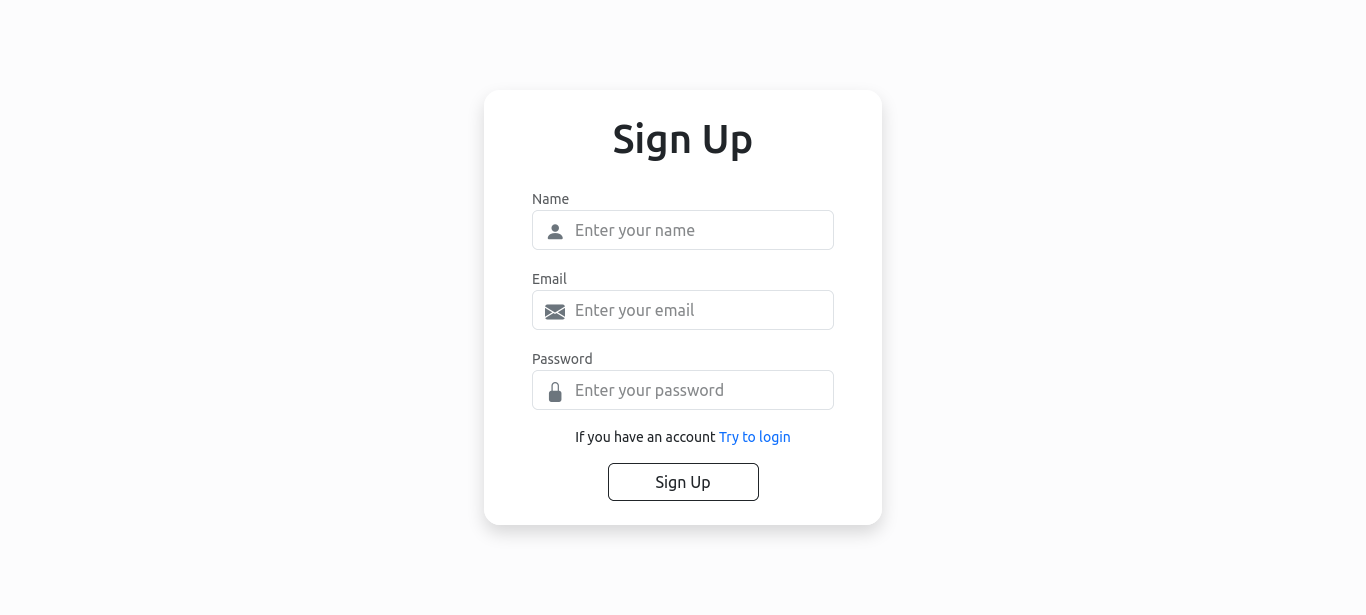 Sign Up
Name
Enter your name
Email
Enter your email
Password
Enter your password
If you have an account Try to login
Sign Up